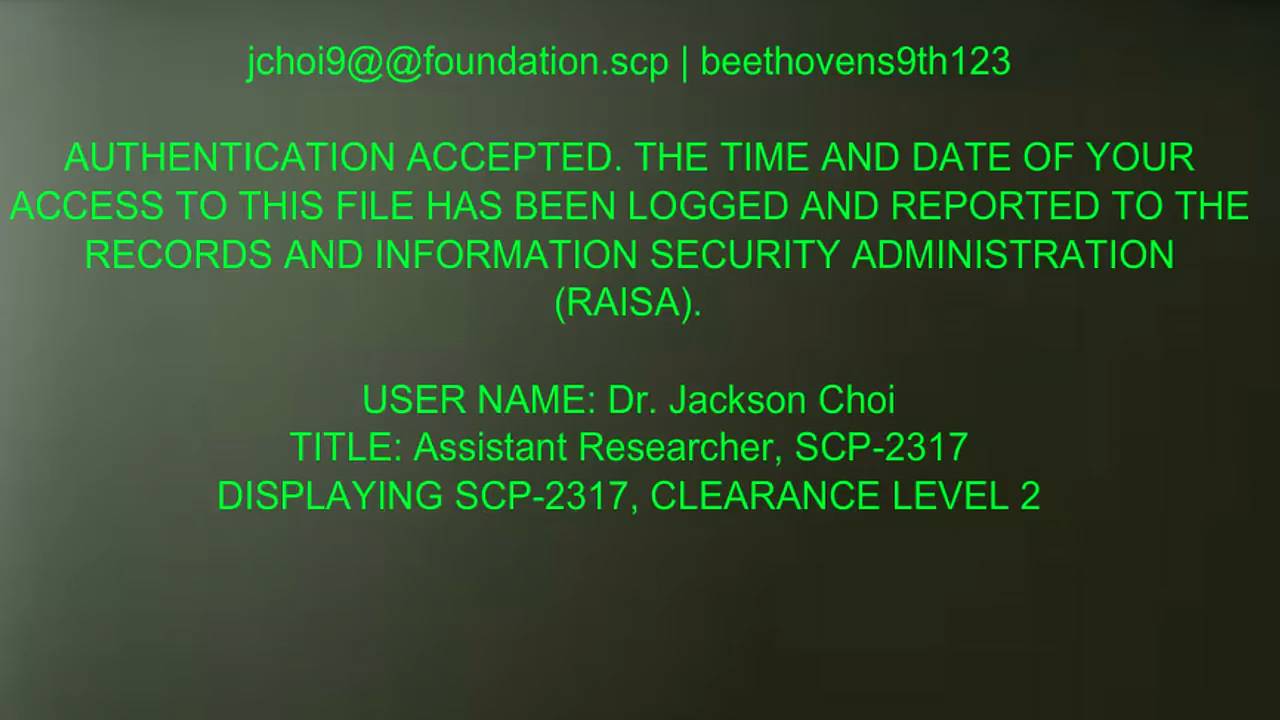 jchoi9@@foundation.scp | beethovens9th123
AUTHENTICATION ACCEPTED. THE TIME AND DATE OF YOUR
ACCESS TO THIS FILE HAS BEEN LOGGED AND REPORTED TO THE
RECORDS AND INFORMATION SECURITY ADMINISTRATION
(RAISA).
USER NAME: Dr. Jackson Choi
TITLE: Assistant Researcher, SCP-2317
DISPLAYING SCP-2317, CLEARANCE LEVEL 2